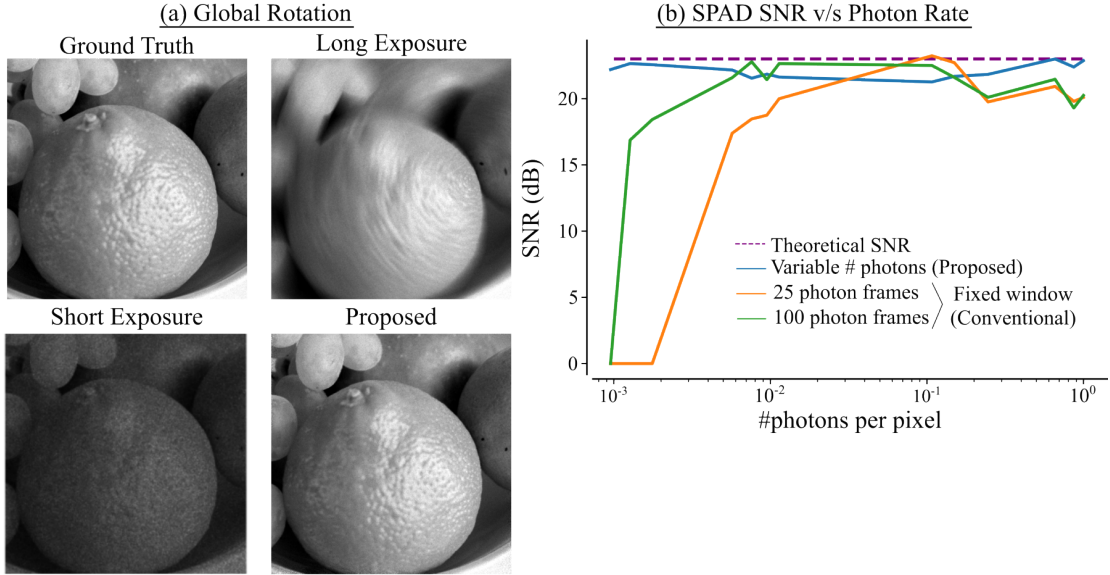 (a) Global Rotation
Ground Truth
Long Exposure
Short Exposure
Proposed
(b) SPAD SNR v/s Photon Rate
SNR (dB)
20
15
10
5
0
Theoretical SNR
Variable # photons (Proposed)
25 photon frames
100 photon frames
Fixed window
(Conventional)
10⁻³
10⁻²
10⁻¹
10⁰
#photons per pixel